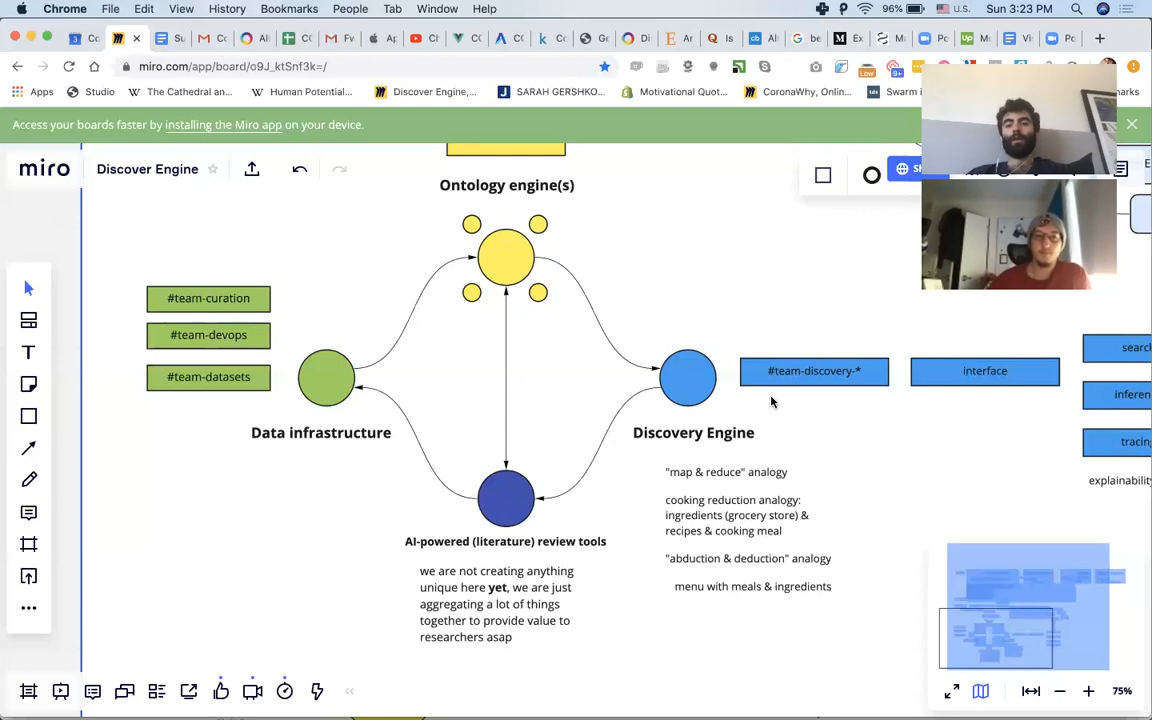 Chrome File Edit View History Bookmarks People Tab Window Help 96% U.S. Sun 3:23 PM
miro.com/app/board/o9J_ktSnf3k=/
Apps Studio The Cathedral an Human Potential... Discover Engine,... SARAH GERSHKO... Motivational Quot... CoronaWhy, Onlin... Swarm i
Access your boards faster by installing the Miro app on your device.
miro Discover Engine
Ontology engine(s)
#team-curation
#team-devops
#team-datasets
Data infrastructure
#team-discovery-*
interface
Discovery Engine
"map & reduce" analogy
cooking reduction analogy:
ingredients (grocery store) &
recipes & cooking meal
"abduction & deduction" analogy
menu with meals & ingredients
AI-powered (literature) review tools
we are not creating anything
unique here yet, we are just
aggregating a lot of things
together to provide value to
researchers asap
searc
inferen
tracin
explainability
75%